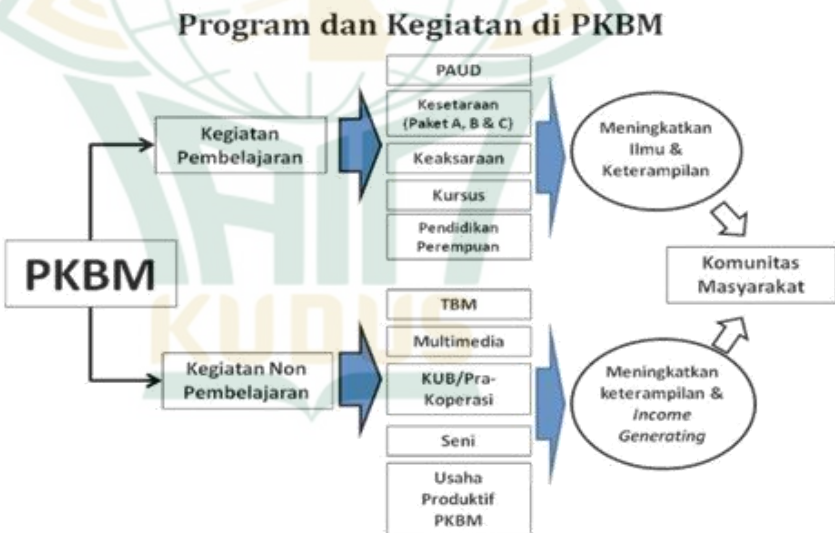 Program dan Kegiatan di PKBM
PKBM
Kegiatan
Pembelajaran
PAUD
Kesetaraan
(Paket A, B & C)
Keaksaraan
Kursus
Pendidikan
Perempuan
Meningkatkan
Ilmu &
Keterampilan
Kegiatan Non
Pembelajaran
TBM
Multimedia
KUB/Pra-
Koperasi
Seni
Usaha
Produktif
PKBM
Meningkatkan
keterampilan &
Income
Generating
Komunitas
Masyarakat
KUDUS